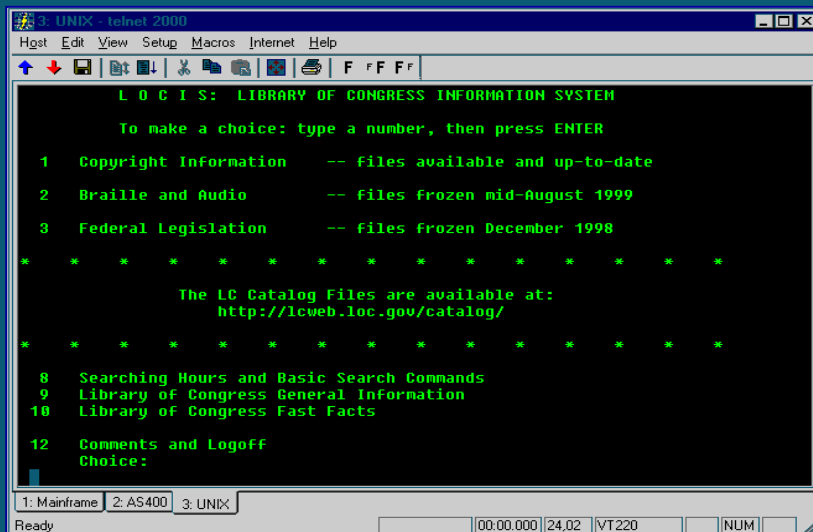 3: UNIX - telnet 2000
Host Edit View Setup Macros Internet Help
F FF FF
L O C I S: LIBRARY OF CONGRESS INFORMATION SYSTEM
To make a choice: type a number, then press ENTER
1 Copyright Information -- files available and up-to-date
2 Braille and Audio -- files frozen mid-August 1999
3 Federal Legislation -- files frozen December 1998
* * * * * * * * * * * * * * *
The LC Catalog Files are available at:
http://lcweb.loc.gov/catalog/
* * * * * * * * * * * * * * *
8 Searching Hours and Basic Search Commands
9 Library of Congress General Information
10 Library of Congress Fast Facts
12 Comments and Logoff
Choice:
1: Mainframe 2: AS400 3: UNIX
Ready 00:00.000 24,02 VT220 NUM